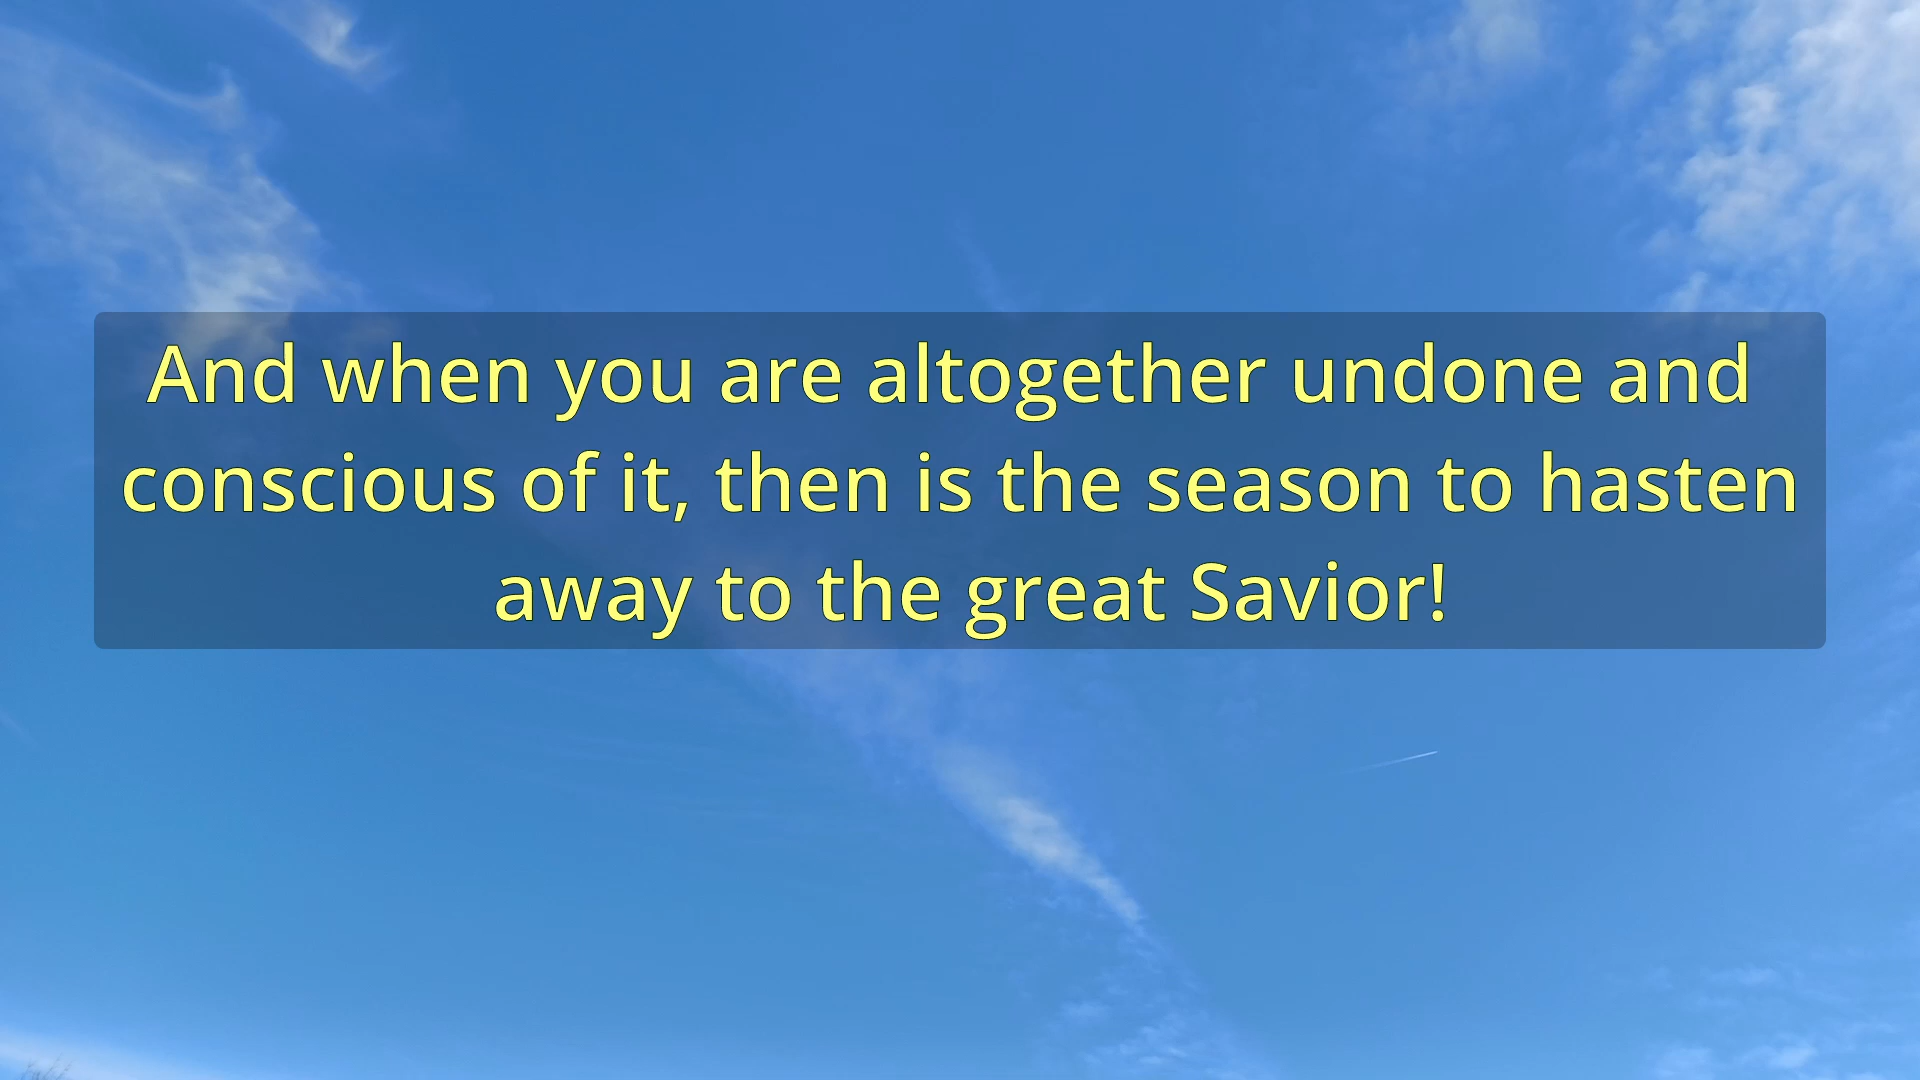 And when you are altogether undone and
conscious of it, then is the season to hasten
away to the great Savior!